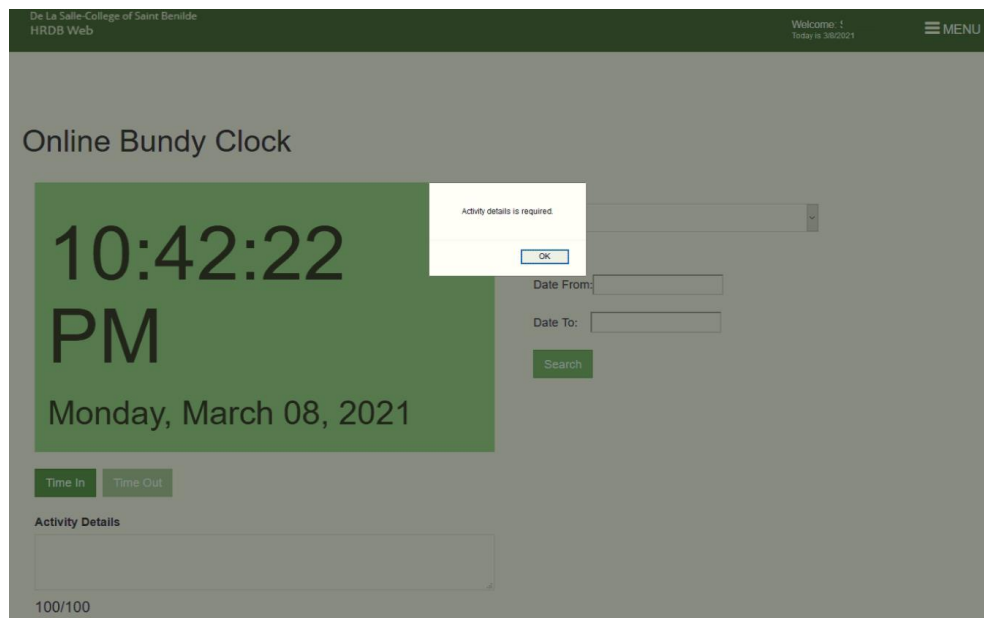 De La Salle-College of Saint Benilde
HRDB Web
Welcome:
Today is 3/8/2021
MENU
Online Bundy Clock
10:42:22
PM
Monday, March 08, 2021
Activity details is required.
OK
Date From:
Date To:
Search
Time In
Time Out
Activity Details
100/100